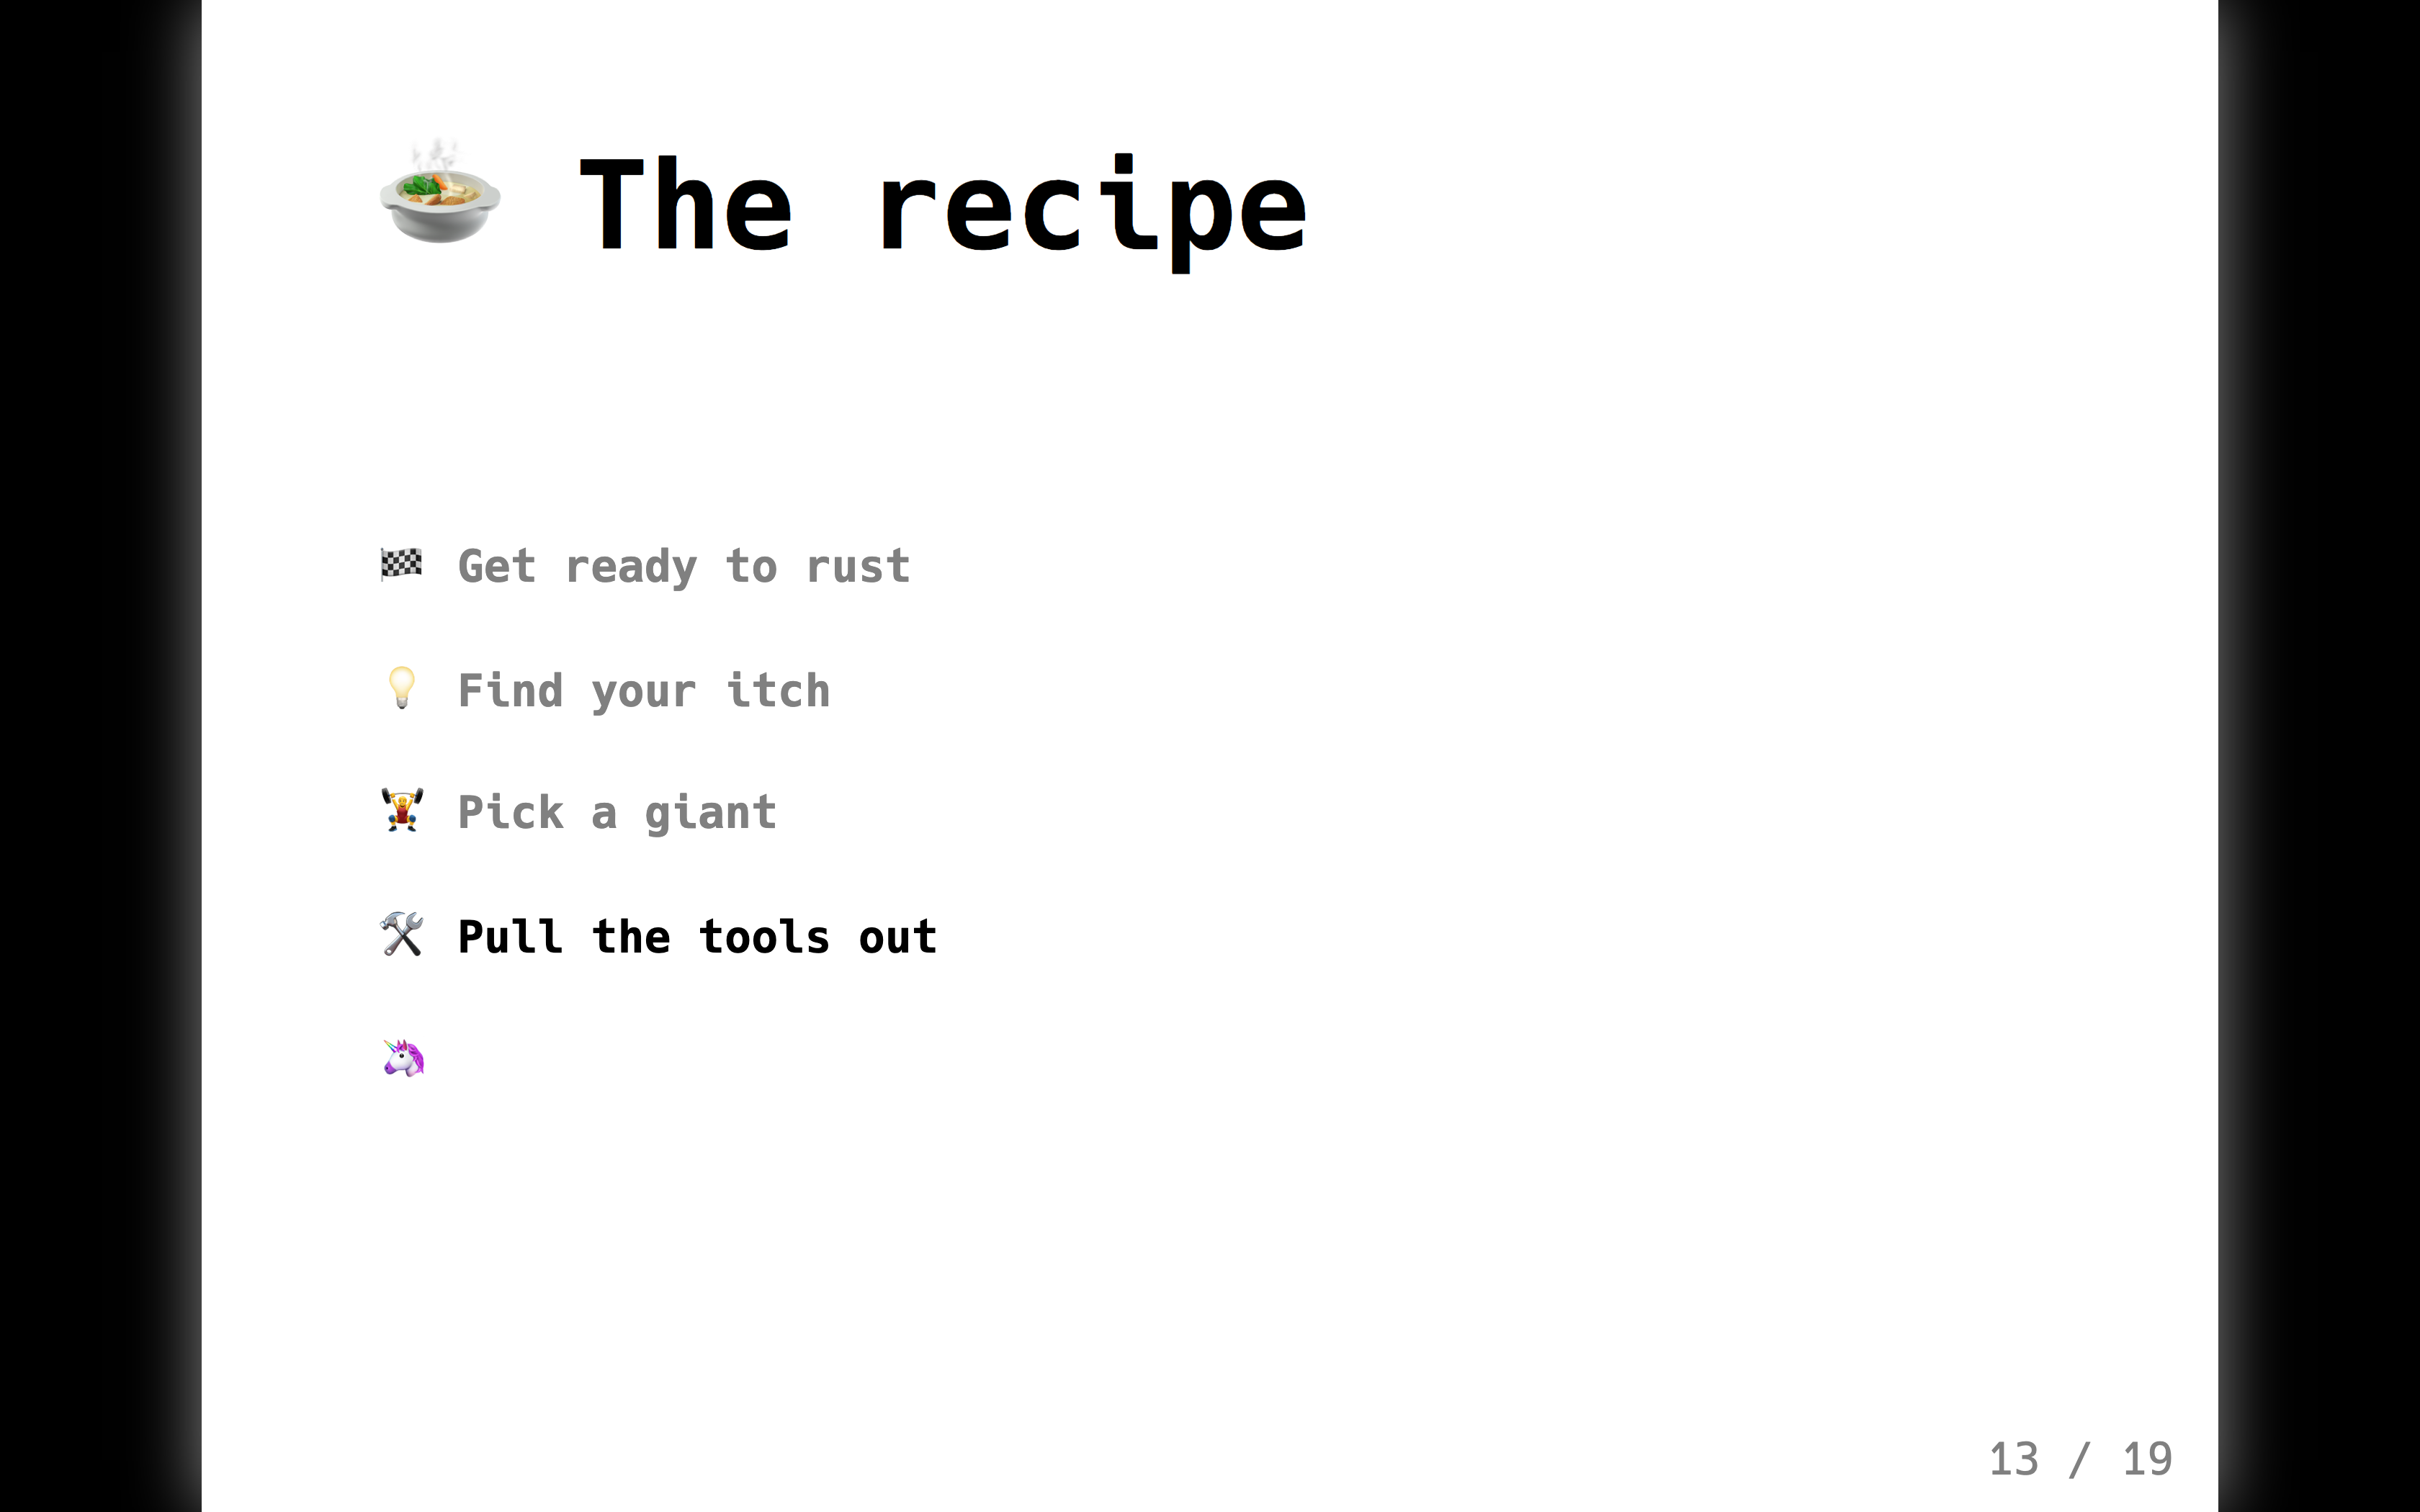 The recipe
Get ready to rust
Find your itch
Pick a giant
Pull the tools out
13 / 19